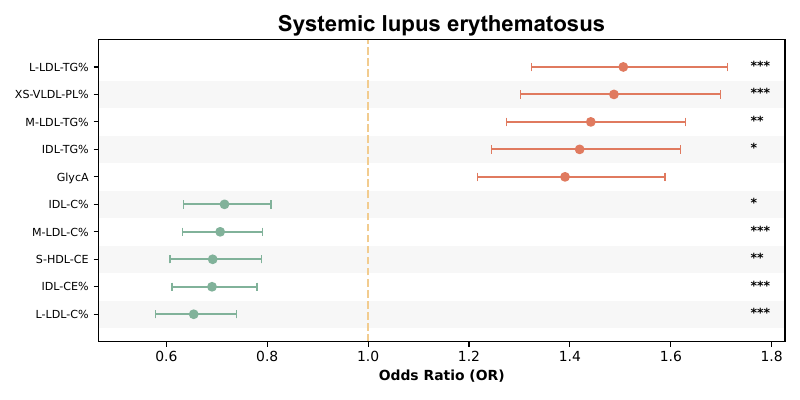 Systemic lupus erythematosus
L-LDL-TG% ***
XS-VLDL-PL% ***
M-LDL-TG% **
IDL-TG% *
GlycA
IDL-C% *
M-LDL-C% ***
S-HDL-CE **
IDL-CE% ***
L-LDL-C% ***
0.6 0.8 1.0 1.2 1.4 1.6 1.8
Odds Ratio (OR)